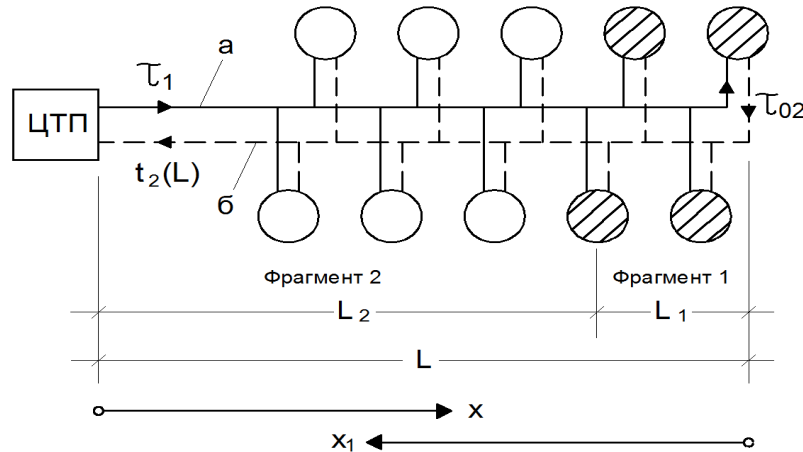 а
τ₁
τ₀₂
ЦТП
t₂(L)
б
Фрагмент 2
Фрагмент 1
L₂
L₁
L
x
x₁